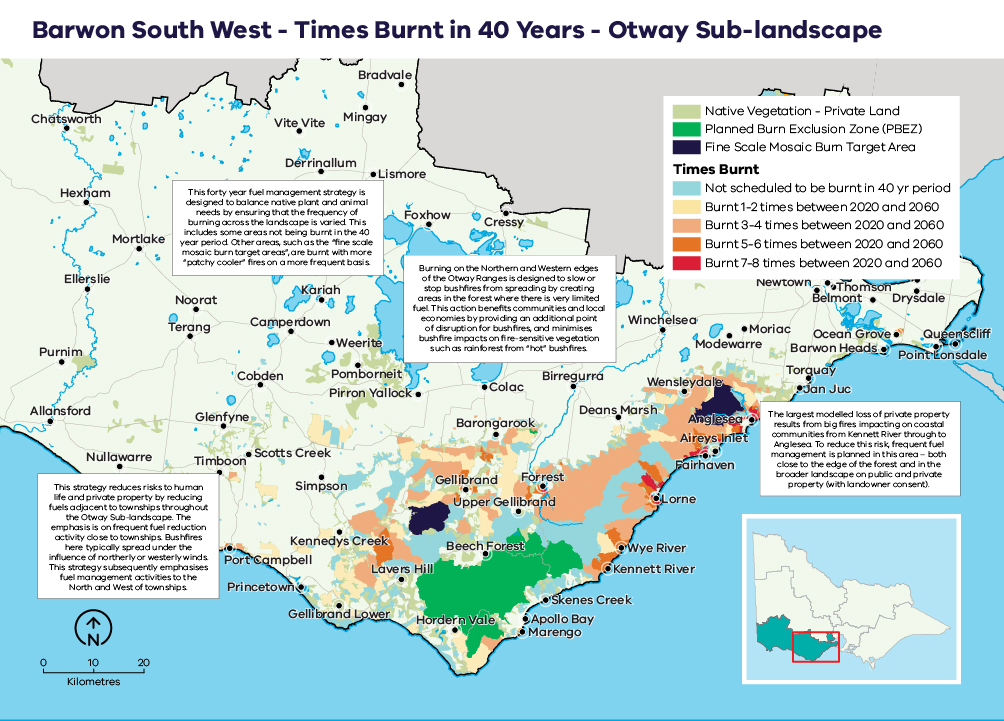 Barwon South West - Times Burnt in 40 Years - Otway Sub-landscape
Bradvale
Chatsworth
Mingay
Vite Vite
Derrinallum
Lismore
Native Vegetation - Private Land
Planned Burn Exclusion Zone (PBEZ)
Fine Scale Mosaic Burn Target Area
Times Burnt
Not scheduled to be burnt in 40 yr period
Burnt 1-2 times between 2020 and 2060
Burnt 3-4 times between 2020 and 2060
Burnt 5-6 times between 2020 and 2060
Burnt 7-8 times between 2020 and 2060
Hexham
This forty year fuel management strategy is
designed to balance native plant and animal
needs by ensuring that the frequency of
burning across the landscape is varied. This
includes some areas not being burnt in the 40
year period. Other areas, such as the "fine scale
mosaic burn target areas", are burnt with more
"patchy cooler" fires on a more frequent basis.
Foxhow
Cressy
Mortlake
Burning on the Northern and Western edges
of the Otway Ranges is designed to slow or
stop bushfires from spreading by creating
areas in the forest where there is very limited
fuel. This action benefits communities and local
economies by providing an additional point
of disruption for bushfires, and minimises
bushfire impacts on fire-sensitive vegetation
such as rainforest from "hot" bushfires.
Ellerslie
Kariah
Noorat
Newtown
Thomson
Belmont
Drysdale
Terang
Camperdown
Winchelsea
Moriac
Ocean Grove
Queenscliff
Weerite
Modewarre
Barwon Heads
Point Lonsdale
Purnim
Pomborneit
Torquay
Cobden
Birregurra
Wensleydale
Jan Juc
Pirron Yallock
Colac
Allansford
Glenfyne
Barongarook
Deans Marsh
Anglesea
The largest modelled loss of private property
results from big fires impacting on coastal
communities from Kennett River through to
Anglesea. To reduce this risk, frequent fuel
management is planned in this area – both
close to the edge of the forest and in the
broader landscape on public and private
property (with landowner consent).
Aireys Inlet
Nullawarre
Timboon
Scotts Creek
Fairhaven
This strategy reduces risks to human
life and private property by reducing
fuels adjacent to townships throughout
the Otway Sub-landscape. The
emphasis is on frequent fuel reduction
activity close to townships. Bushfires
here typically spread under the
influence of northerly or westerly winds.
This strategy subsequently emphasises
fuel management activities to the
North and West of townships.
Simpson
Gellibrand
Forrest
Upper Gellibrand
Lorne
Kennedys Creek
Beech Forest
Wye River
Port Campbell
Lavers Hill
Kennett River
Princetown
Skenes Creek
Gellibrand Lower
Hordern Vale
Apollo Bay
Marengo
N
0 10 20
Kilometres